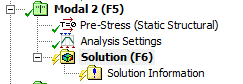 Modal 2 (F5)
Pre-Stress (Static Structural)
Analysis Settings
Solution (F6)
Solution Information